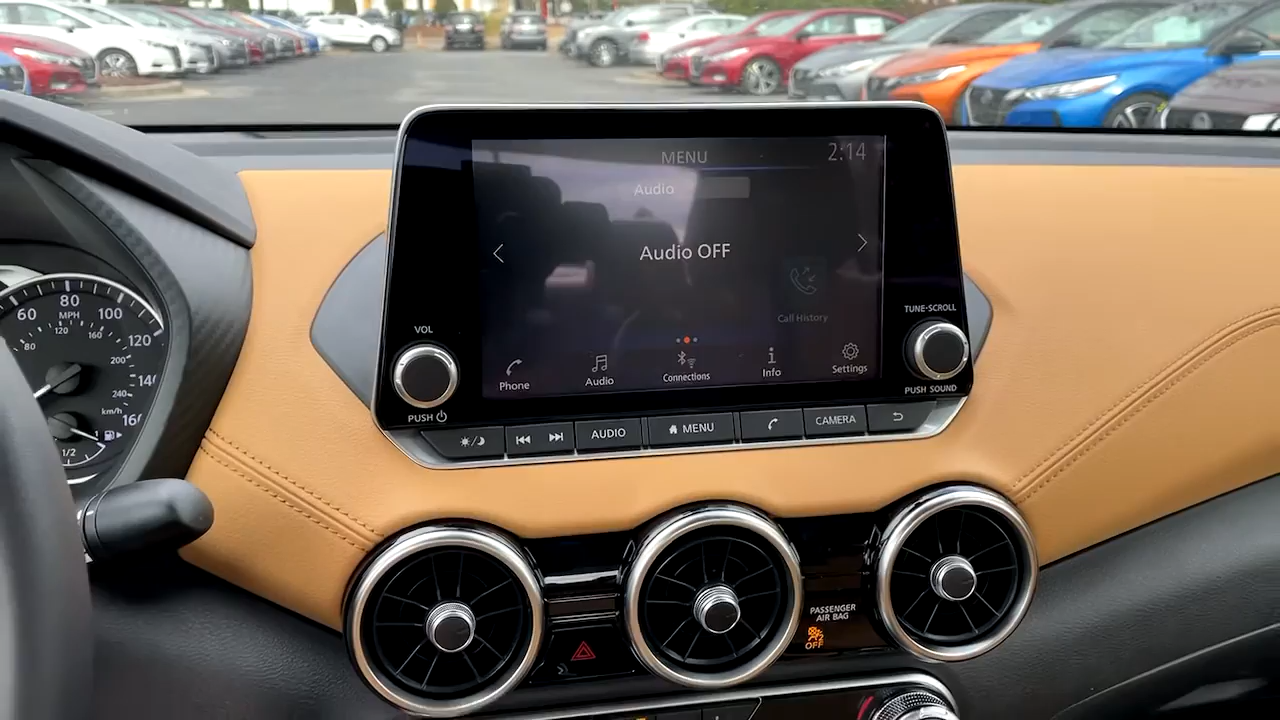 MENU
2:14
Audio
Audio OFF
Call History
Phone
Audio
Connections
Info
Settings
VOL
PUSH
TUNE·SCROLL
PUSH SOUND
AUDIO
MENU
CAMERA
60
80
100
120
140
160
MPH
80
120
160
200
240
km/h
1/2
PASSENGER
AIR BAG
OFF